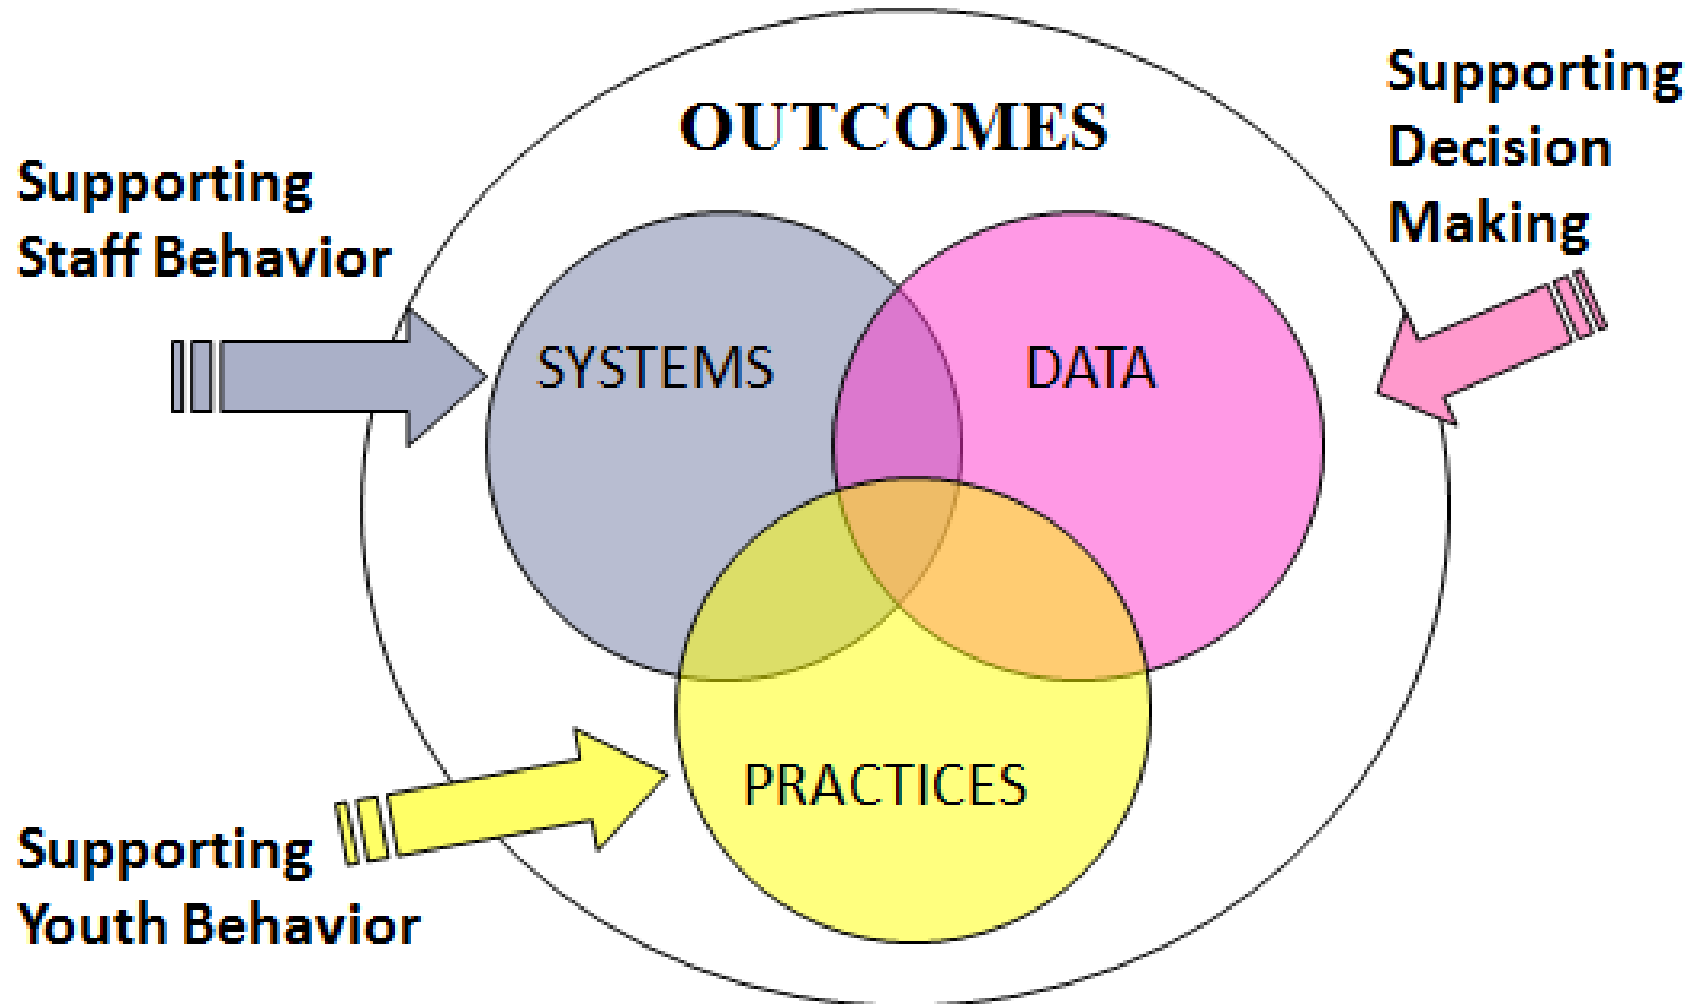 OUTCOMES
Supporting
Staff Behavior
Supporting
Decision
Making
SYSTEMS
DATA
PRACTICES
Supporting
Youth Behavior